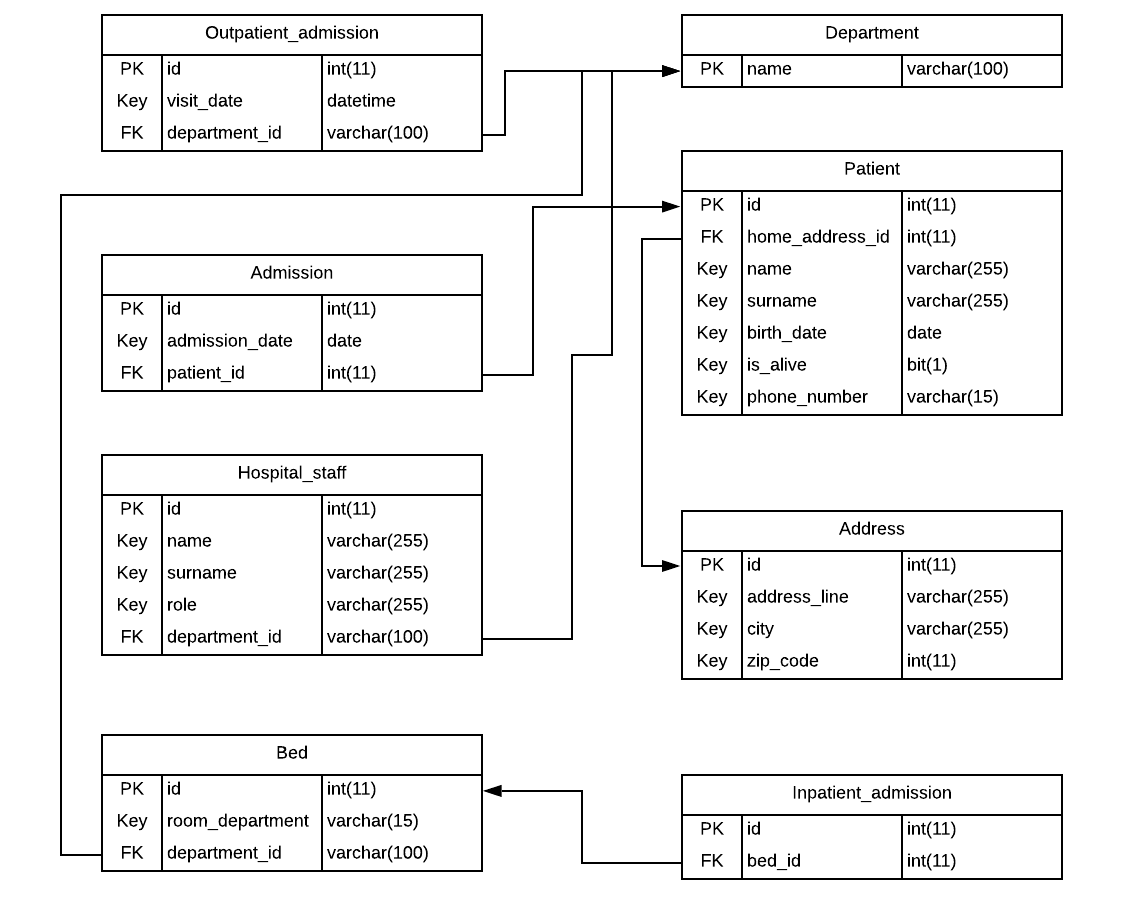 Outpatient_admission
PK id int(11)
Key visit_date datetime
FK department_id varchar(100)
Department
PK name varchar(100)
Patient
PK id int(11)
FK home_address_id int(11)
Key name varchar(255)
Key surname varchar(255)
Key birth_date date
Key is_alive bit(1)
Key phone_number varchar(15)
Admission
PK id int(11)
Key admission_date date
FK patient_id int(11)
Hospital_staff
PK id int(11)
Key name varchar(255)
Key surname varchar(255)
Key role varchar(255)
FK department_id varchar(100)
Address
PK id int(11)
Key address_line varchar(255)
Key city varchar(255)
Key zip_code int(11)
Bed
PK id int(11)
Key room_department varchar(15)
FK department_id varchar(100)
Inpatient_admission
PK id int(11)
FK bed_id int(11)